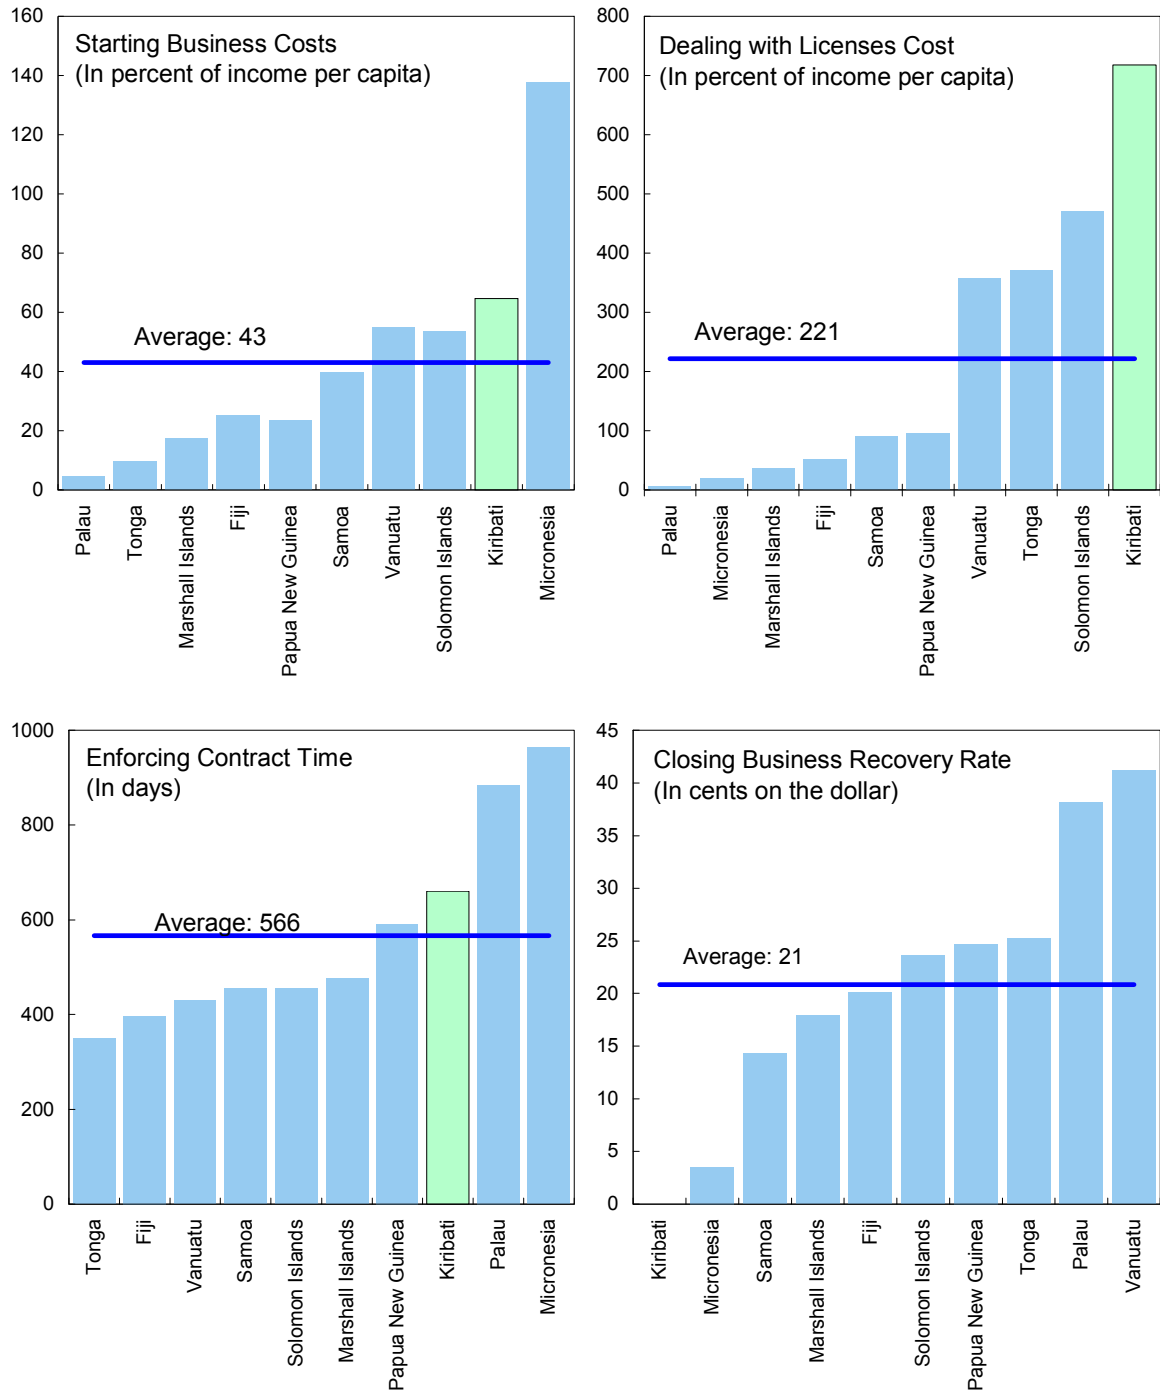 Starting Business Costs
(In percent of income per capita)
160
140
120
100
80
60
40
20
0
Average: 43
Palau
Tonga
Marshall Islands
Fiji
Papua New Guinea
Samoa
Vanuatu
Solomon Islands
Kiribati
Micronesia
Dealing with Licenses Cost
(In percent of income per capita)
800
700
600
500
400
300
200
100
0
Average: 221
Palau
Micronesia
Marshall Islands
Fiji
Samoa
Papua New Guinea
Vanuatu
Tonga
Solomon Islands
Kiribati
Enforcing Contract Time
(In days)
1000
800
600
400
200
0
Average: 566
Tonga
Fiji
Vanuatu
Samoa
Solomon Islands
Marshall Islands
Papua New Guinea
Kiribati
Palau
Micronesia
Closing Business Recovery Rate
(In cents on the dollar)
45
40
35
30
25
20
15
10
5
0
Average: 21
Kiribati
Micronesia
Samoa
Marshall Islands
Fiji
Solomon Islands
Papua New Guinea
Tonga
Palau
Vanuatu